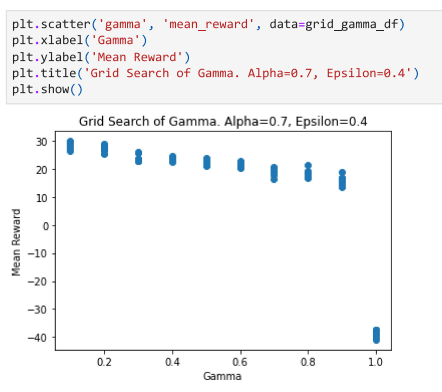 plt.scatter('gamma', 'mean_reward', data=grid_gamma_df)
plt.xlabel('Gamma')
plt.ylabel('Mean Reward')
plt.title('Grid Search of Gamma. Alpha=0.7, Epsilon=0.4')
plt.show()
Grid Search of Gamma. Alpha=0.7, Epsilon=0.4
Mean Reward
30
20
10
0
−10
−20
−30
−40
0.2 0.4 0.6 0.8 1.0
Gamma